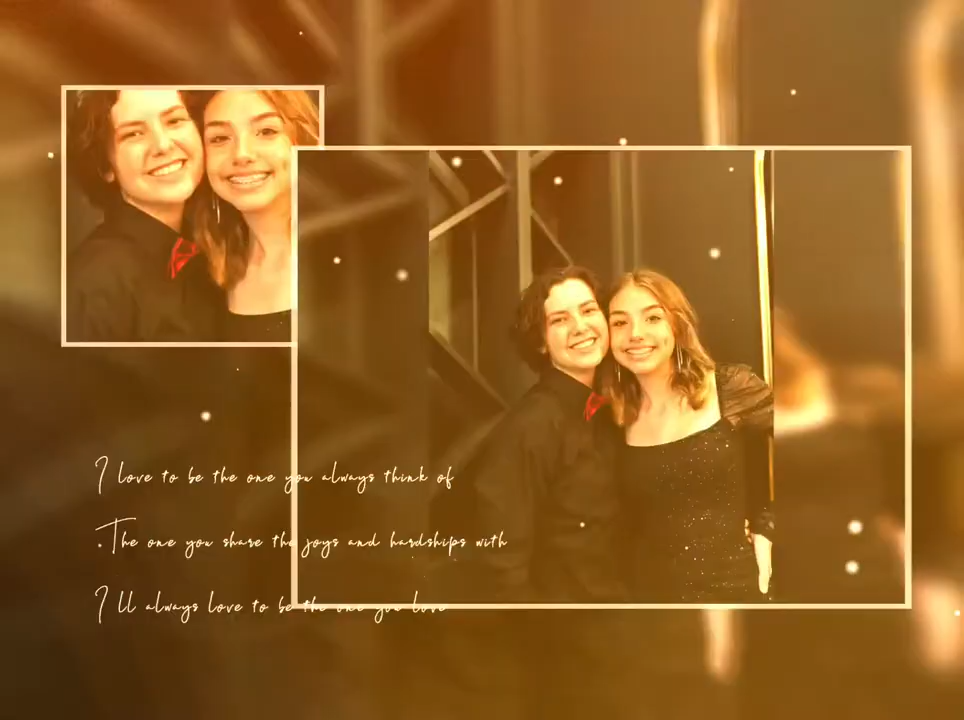 I love to be the one you always think of
The one you share the joys and hardships with
I ll always love to be the one you love